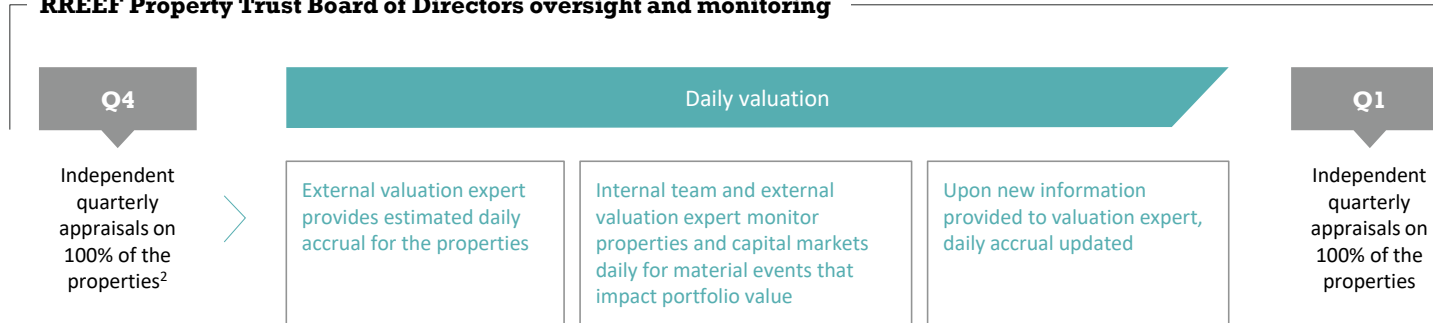 RREEF Property Trust Board of Directors oversight and monitoring
Q4
Daily valuation
Q1
Independent
quarterly
appraisals on
100% of the
properties²
External valuation expert
provides estimated daily
accrual for the properties
Internal team and external
valuation expert monitor
properties and capital markets
daily for material events that
impact portfolio value
Upon new information
provided to valuation expert,
daily accrual updated
Independent
quarterly
appraisals on
100% of the
properties